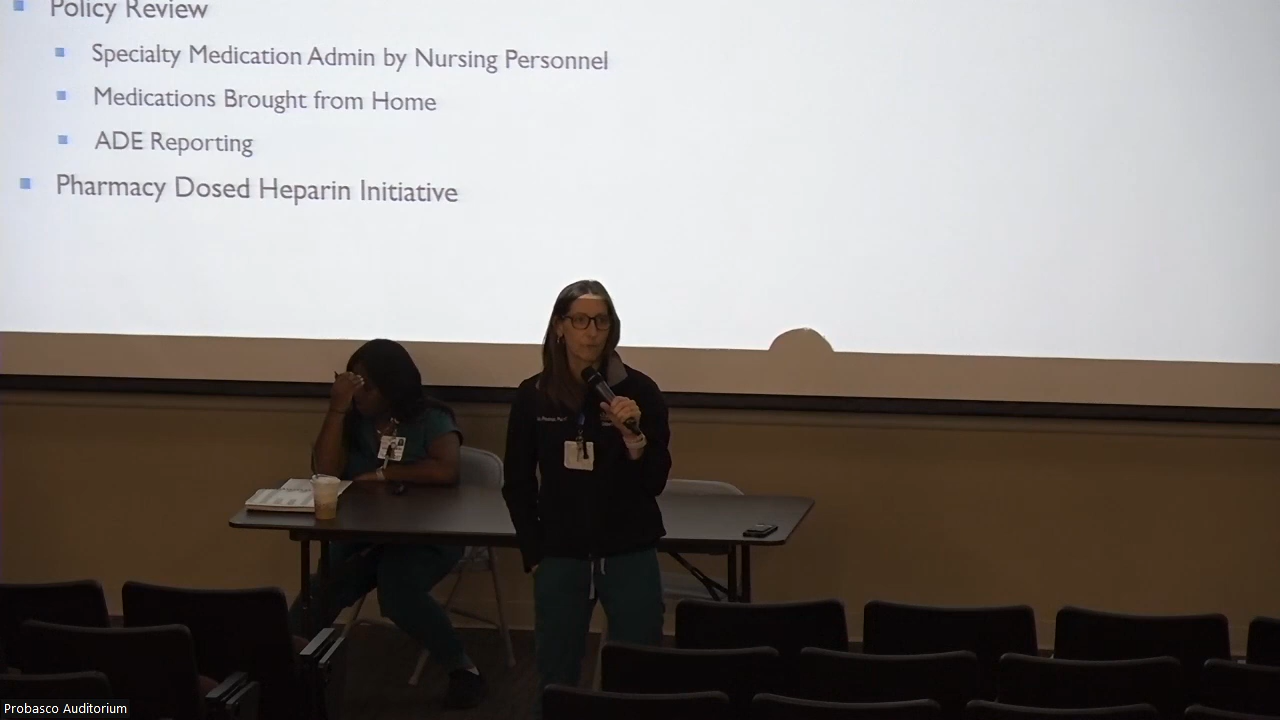 Policy Review
Specialty Medication Admin by Nursing Personnel
Medications Brought from Home
ADE Reporting
Pharmacy Dosed Heparin Initiative
Probasco Auditorium